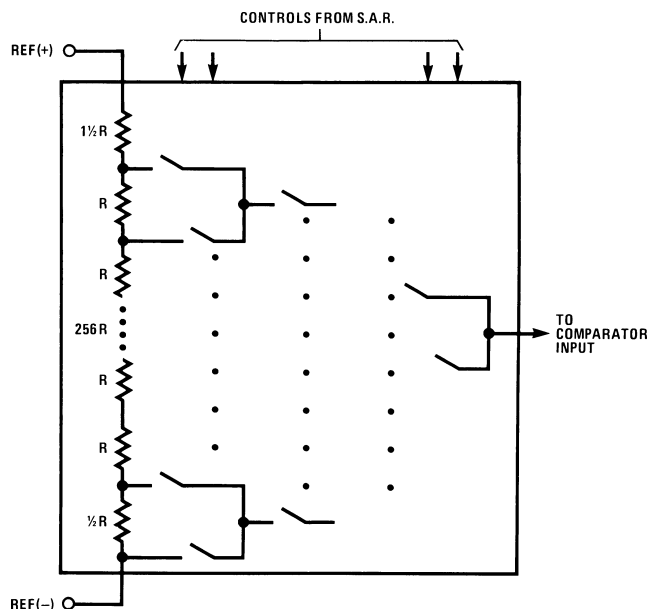 CONTROLS FROM S.A.R.
REF(+)
1½R
R
R
256R
R
R
½R
TO
COMPARATOR
INPUT
REF(−)